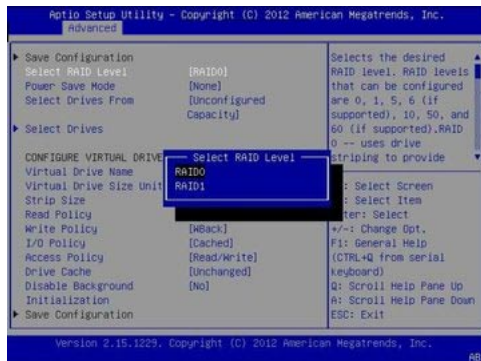 Aptio Setup Utility - Copyright (C) 2012 American Megatrends, Inc.
Advanced
Save Configuration
Select RAID Level [RAID0]
Power Save Mode [None]
Select Drives From [Unconfigured
Capacity]
Select Drives
CONFIGURE VIRTUAL DRIVE
Virtual Drive Name
Virtual Drive Size Unit
Strip Size
Read Policy
Write Policy [WBack]
I/O Policy [Cached]
Access Policy [Read/Write]
Drive Cache [Unchanged]
Disable Background [No]
Initialization
Save Configuration
Select RAID Level
RAID0
RAID1
Selects the desired
RAID level. RAID levels
that can be configured
are 0, 1, 5, 6 (if
supported), 10, 50, and
60 (if supported).RAID
0 -- uses drive
striping to provide
: Select Screen
: Select Item
ter: Select
+/-: Change Opt.
F1: General Help
(CTRL+Q from serial
keyboard)
Q: Scroll Help Pane Up
A: Scroll Help Pane Down
ESC: Exit
Version 2.15.1229. Copyright (C) 2012 American Megatrends, Inc.
AB